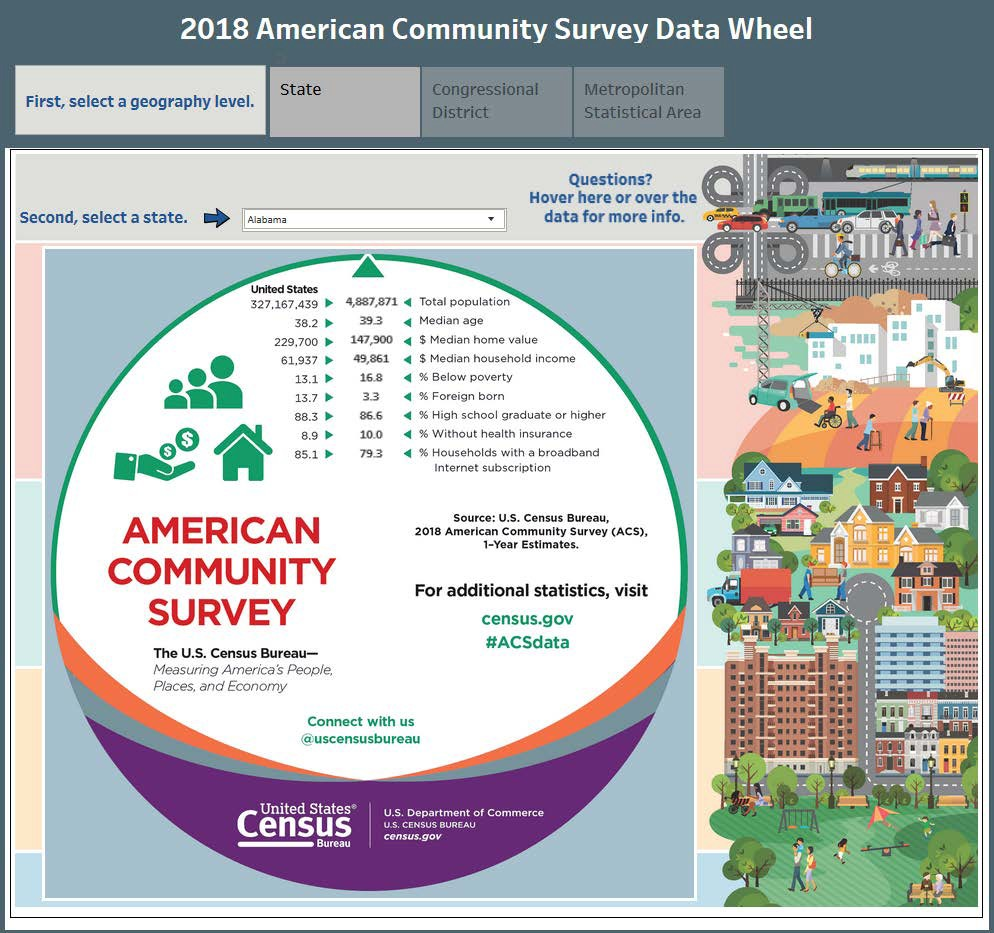 2018 American Community Survey Data Wheel
First, select a geography level.
State
Congressional
District
Metropolitan
Statistical Area
Second, select a state.
Alabama
Questions?
Hover here or over the
data for more info.
United States
327,167,439 4,887,871 Total population
38.2 39.3 Median age
229,700 147,900 $ Median home value
61,937 49,861 $ Median household income
13.1 16.8 % Below poverty
13.7 3.3 % Foreign born
88.3 86.6 % High school graduate or higher
8.9 10.0 % Without health insurance
85.1 79.3 % Households with a broadband
Internet subscription
$
$
AMERICAN
COMMUNITY
SURVEY
The U.S. Census Bureau—
Measuring America's People,
Places, and Economy
Source: U.S. Census Bureau,
2018 American Community Survey (ACS),
1-Year Estimates.
For additional statistics, visit
census.gov
#ACSdata
Connect with us
@uscensusbureau
United States®
Census
Bureau
U.S. Department of Commerce
U.S. CENSUS BUREAU
census.gov